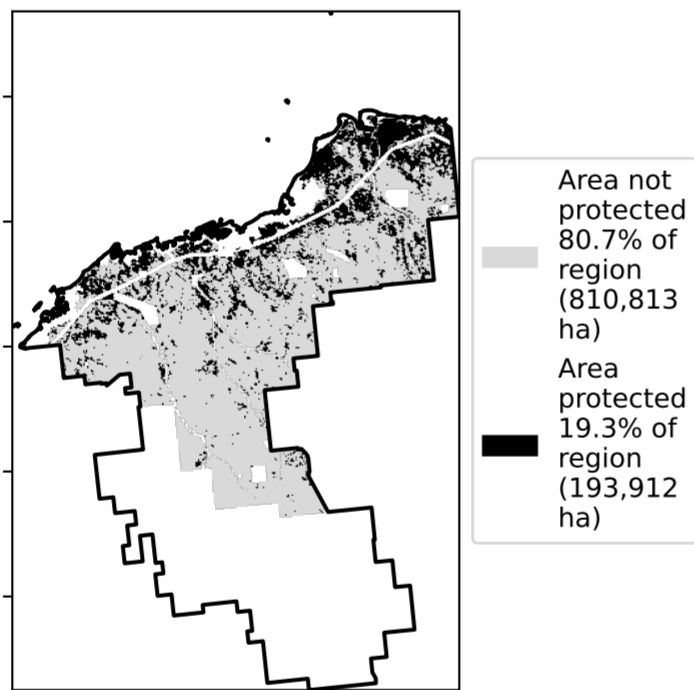 Area not
protected
80.7% of
region
(810,813
ha)
Area
protected
19.3% of
region
(193,912
ha)